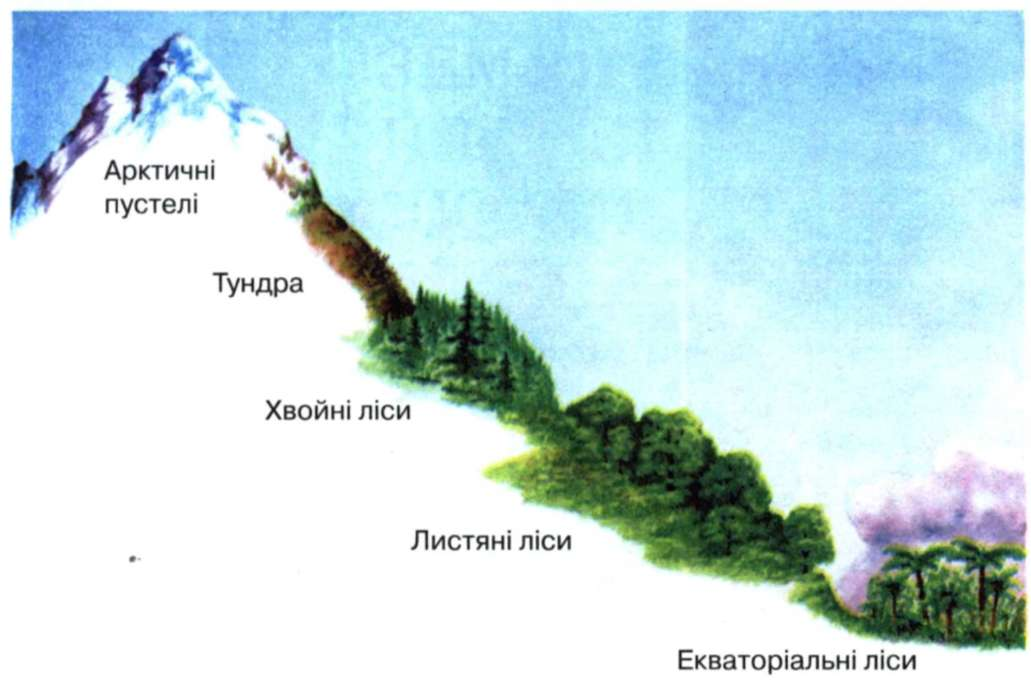 Арктичні
пустелі
Тундра
Хвойні ліси
Листяні ліси
Екваторіальні ліси